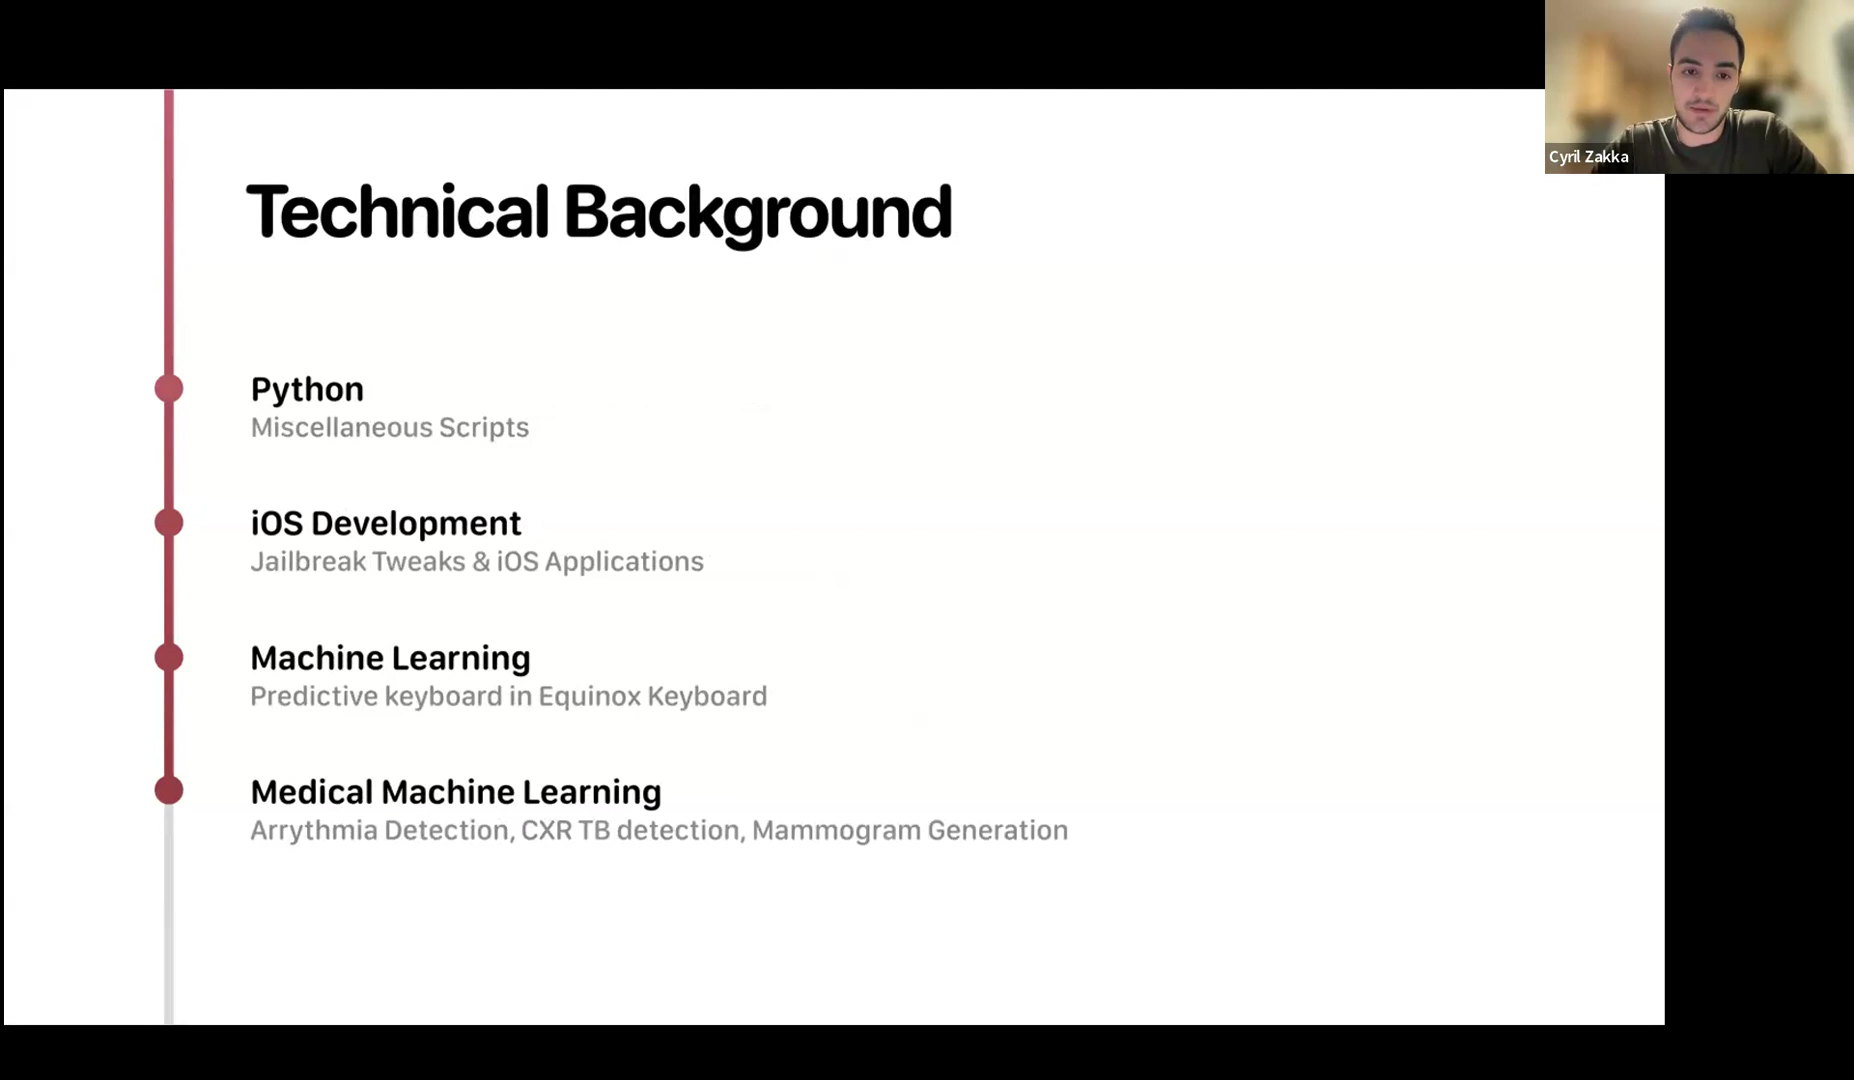 Cyril Zakka
Technical Background
Python
Miscellaneous Scripts
iOS Development
Jailbreak Tweaks & iOS Applications
Machine Learning
Predictive keyboard in Equinox Keyboard
Medical Machine Learning
Arrythmia Detection, CXR TB detection, Mammogram Generation